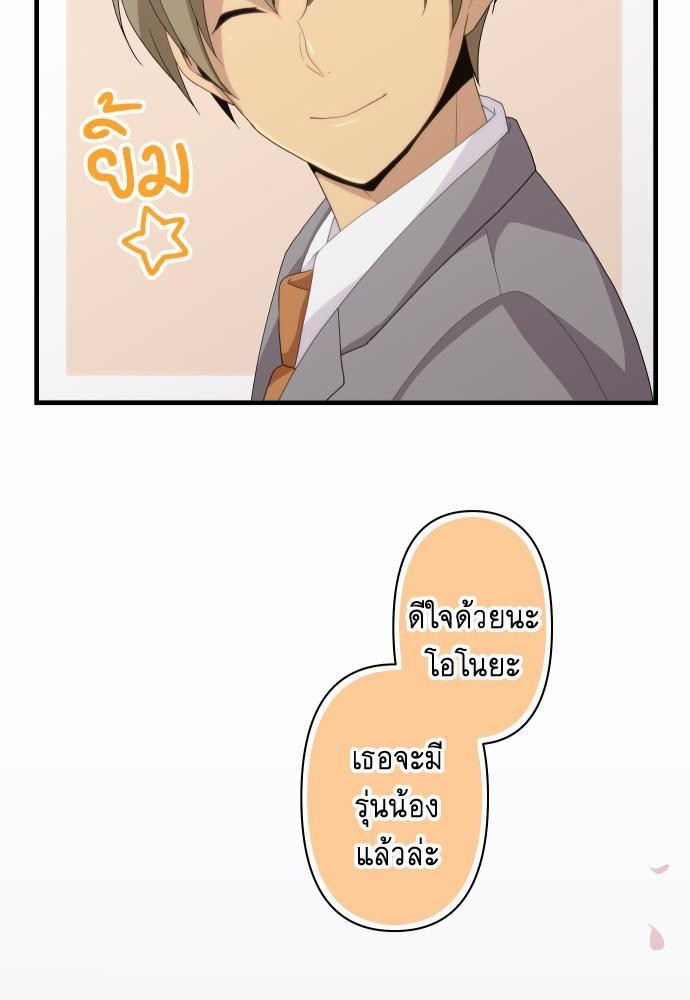 ยิ้ม
ดีใจด้วยนะ
โอโนยะ
เธอจะมี
รุ่นน้อง
แล้วล่ะ